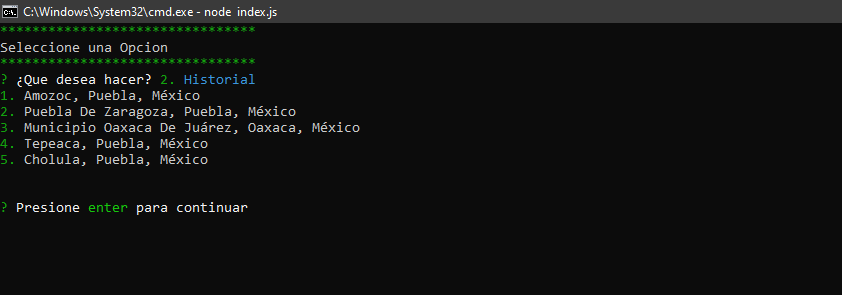 C:\Windows\System32\cmd.exe - node index.js
********************************
Seleccione una Opcion
********************************
? ¿Que desea hacer? 2. Historial
1. Amozoc, Puebla, México
2. Puebla De Zaragoza, Puebla, México
3. Municipio Oaxaca De Juárez, Oaxaca, México
4. Tepeaca, Puebla, México
5. Cholula, Puebla, México
? Presione enter para continuar